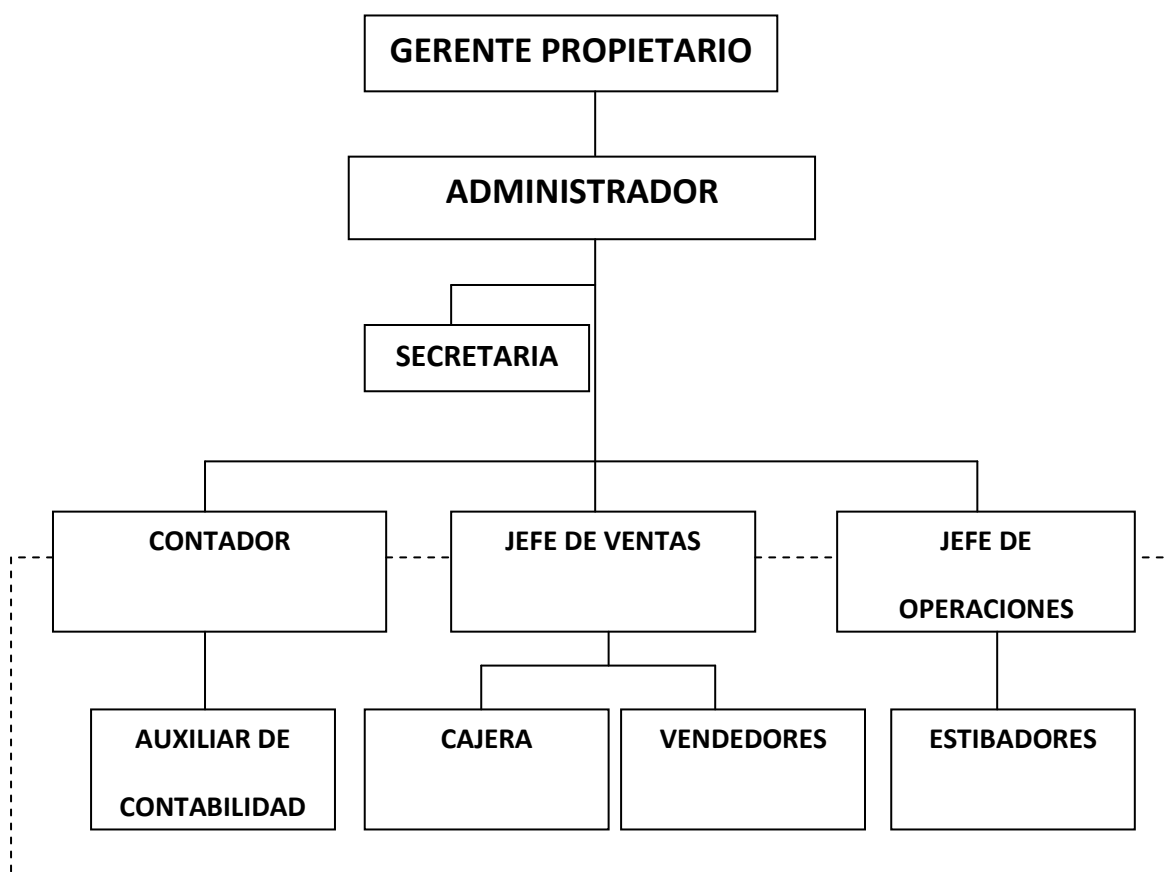 GERENTE PROPIETARIO
ADMINISTRADOR
SECRETARIA
CONTADOR
JEFE DE VENTAS
JEFE DE
OPERACIONES
AUXILIAR DE
CONTABILIDAD
CAJERA
VENDEDORES
ESTIBADORES